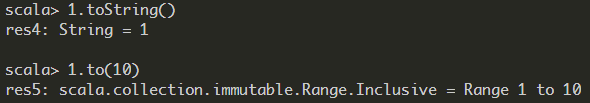 scala> 1.toString()
res4: String = 1
scala> 1.to(10)
res5: scala.collection.immutable.Range.Inclusive = Range 1 to 10